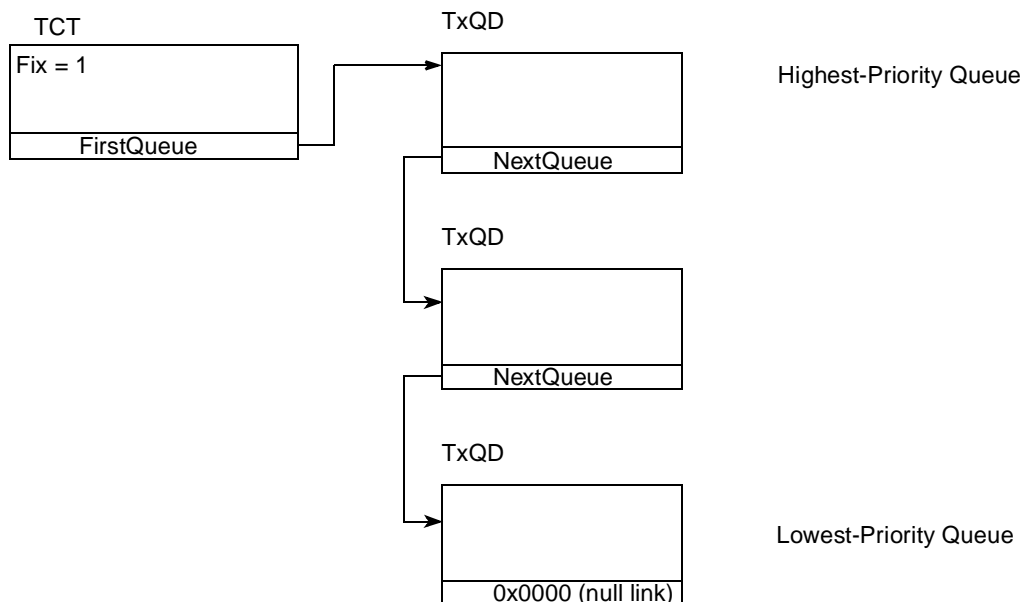 TCT
TxQD
Fix = 1
Highest-Priority Queue
FirstQueue
NextQueue
TxQD
NextQueue
TxQD
Lowest-Priority Queue
0x0000 (null link)